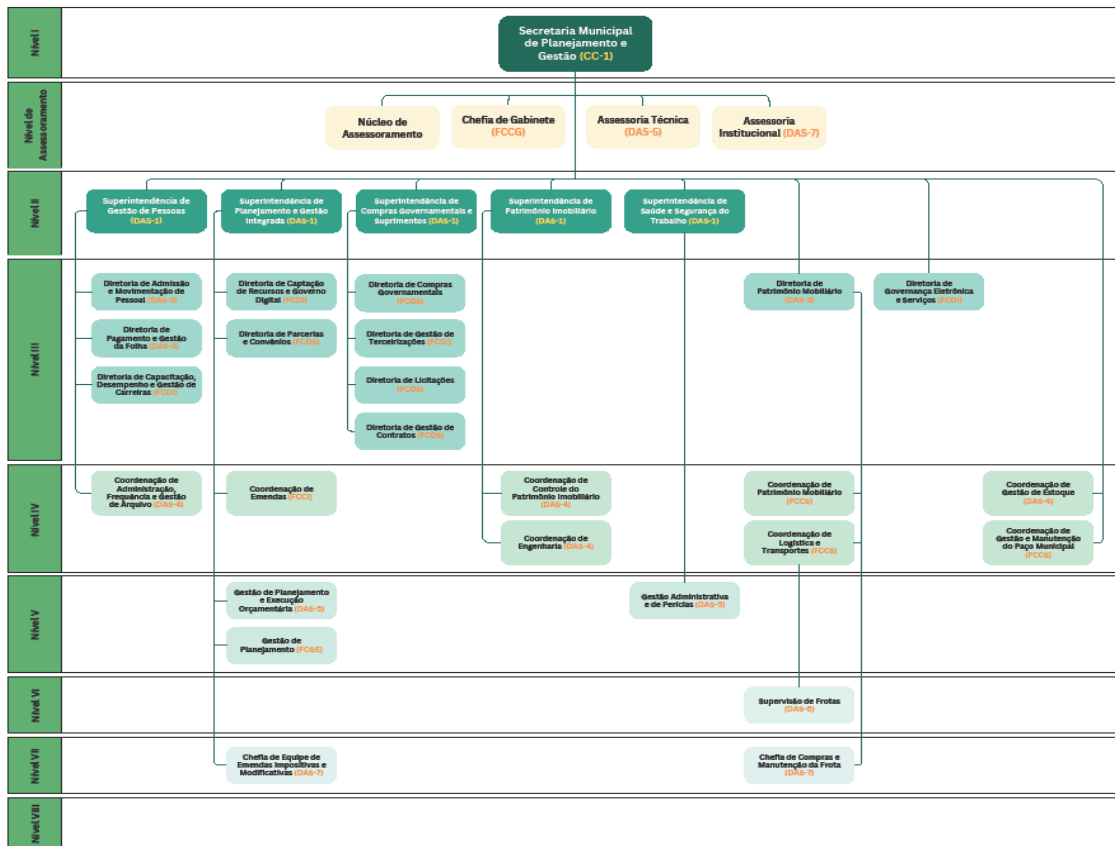 Nível I
Secretaria Municipal
de Planejamento e
Gestão (CC-1)
Nível de
Assessoramento
Núcleo de
Assessoramento
Chefia de Gabinete
(FCCG)
Assessoria Técnica
(DAS-5)
Assessoria
Institucional (DAS-7)
Nível II
Superintendência de
Gestão de Pessoas
(DAS-1)
Superintendência de
Planejamento e Gestão
Integrada (DAS-1)
Superintendência de
Compras Governamentais e
Suprimentos (DAS-1)
Superintendência de
Patrimônio Imobiliário
(DAS-1)
Superintendência de
Saúde e Segurança do
Trabalho (DAS-1)
Nível III
Diretoria de Admissão
e Movimentação de
Pessoal (DAS-3)
Diretoria de Captação
de Recursos e Governo
Digital (FCDI)
Diretoria de Compras
Governamentais
Diretoria de
Patrimônio Mobiliário
(DAS-3)
Diretoria de
Governança Eletrônica
e Serviços (FCDI)
Diretoria de
Pagamento e Gestão
da Folha
Diretoria de Parcerias
e Convênios
Diretoria de Gestão de
Terceirizações
Diretoria de Capacitação,
Desempenho e Gestão de
Carreiras (FCDI)
Diretoria de Licitações
Diretoria de Gestão de
Contratos
Nível IV
Coordenação de
Administração,
Frequência e Gestão
de Arquivo (DAS-4)
Coordenação de
Emendas (FCCI)
Coordenação de
Controle do
Patrimônio Imobiliário
(DAS-4)
Coordenação de
Patrimônio Mobiliário
Coordenação de
Gestão de Estoque
(DAS-4)
Coordenação de
Engenharia (DAS-4)
Coordenação de
Logística e
Transportes
Coordenação de
Gestão e Manutenção
do Paço Municipal
Nível V
Gestão de Planejamento
e Execução
Orçamentária (DAS-5)
Gestão Administrativa
e de Perícias (DAS-5)
Gestão de
Planejamento
Nível VI
Supervisão de Frotas
(DAS-6)
Nível VII
Chefia de Equipe de
Emendas Impositivas e
Modificativas (DAS-7)
Chefia de Compras e
Manutenção da Frota
(DAS-7)
Nível VIII